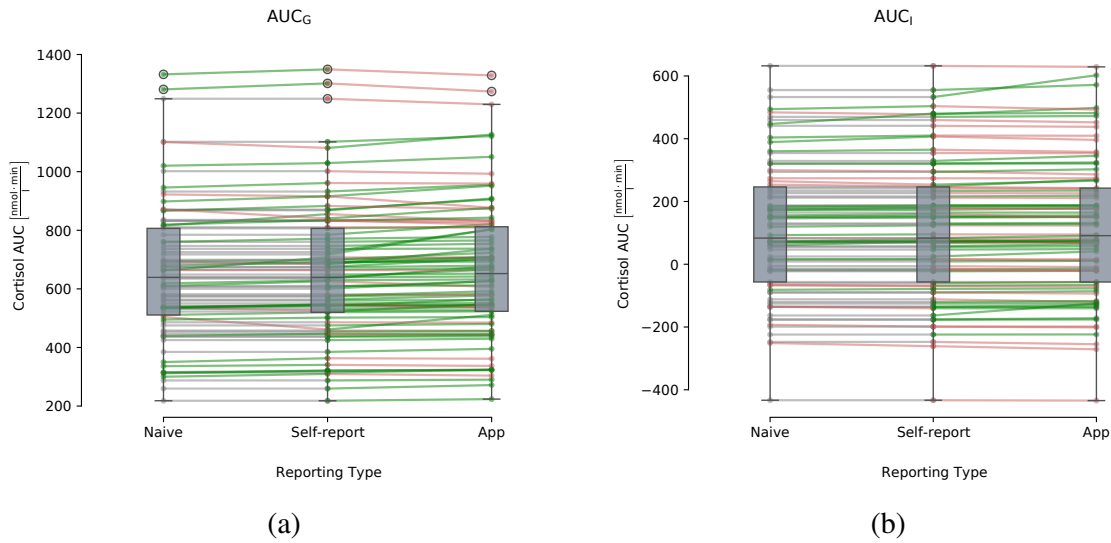 AUC_G
1400
1200
1000
800
600
400
200
Cortisol AUC [nmol·min / l]
Naive
Self-report
App
Reporting Type
(a)
AUC_I
600
400
200
0
−200
−400
Cortisol AUC [nmol·min / l]
Naive
Self-report
App
Reporting Type
(b)